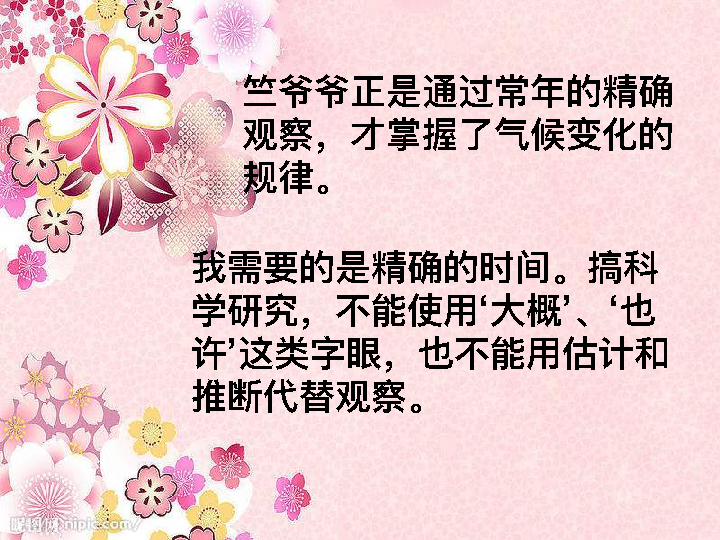 竺爷爷正是通过常年的精确
观察，才掌握了气候变化的
规律。
我需要的是精确的时间。搞科
学研究，不能使用‘大概’、‘也
许’这类字眼，也不能用估计和
推断代替观察。
昵图网 nipic.com/